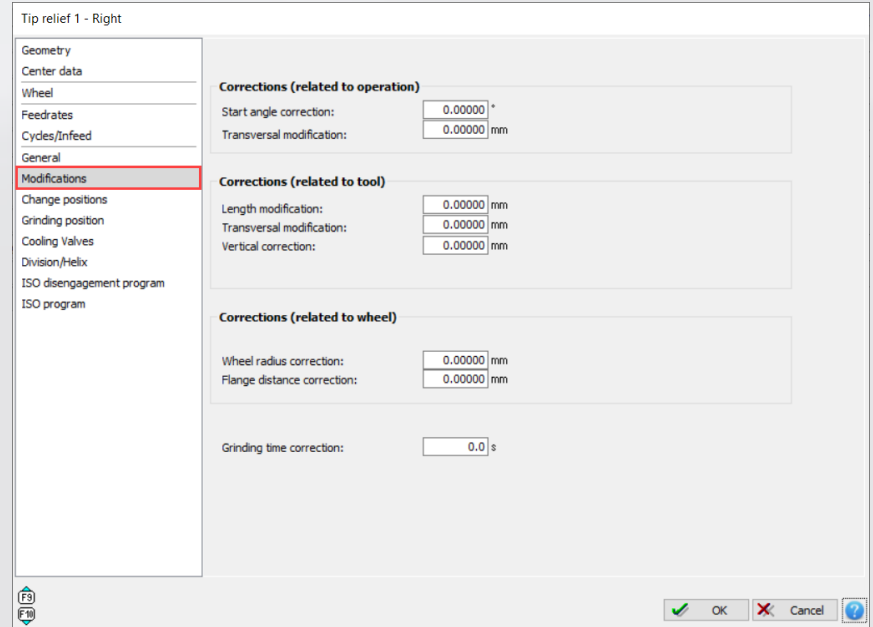 Tip relief 1 - Right
Geometry
Center data
Wheel
Feedrates
Cycles/Infeed
General
Modifications
Change positions
Grinding position
Cooling Valves
Division/Helix
ISO disengagement program
ISO program
Corrections (related to operation)
Start angle correction: 0.00000 °
Transversal modification: 0.00000 mm
Corrections (related to tool)
Length modification: 0.00000 mm
Transversal modification: 0.00000 mm
Vertical correction: 0.00000 mm
Corrections (related to wheel)
Wheel radius correction: 0.00000 mm
Flange distance correction: 0.00000 mm
Grinding time correction: 0.0 s
F9
F10
OK Cancel ?